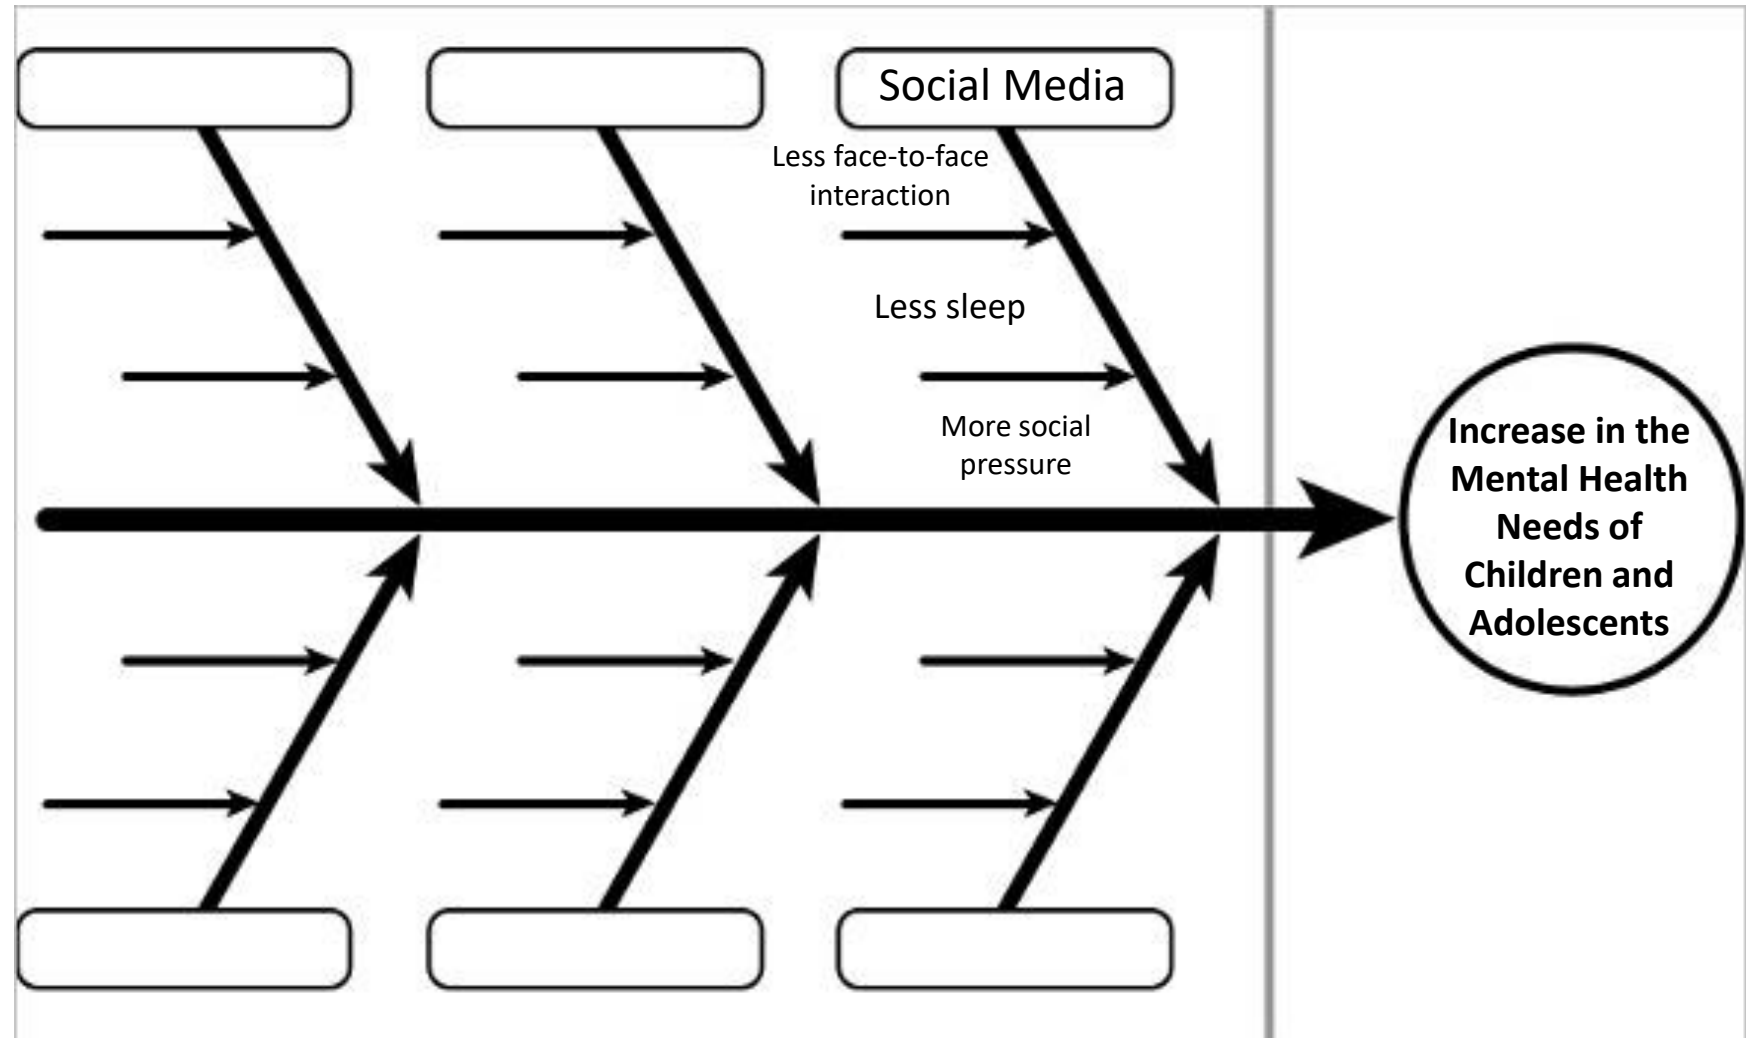 Social Media
Less face-to-face
interaction
Less sleep
More social
pressure
Increase in the
Mental Health
Needs of
Children and
Adolescents